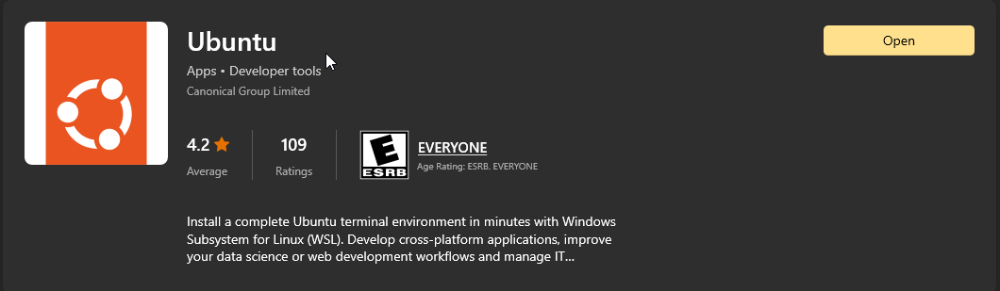 Ubuntu
Open
Apps • Developer tools
Canonical Group Limited
4.2
109
E
ESRB
EVERYONE
Average
Ratings
Age Rating: ESRB. EVERYONE
Install a complete Ubuntu terminal environment in minutes with Windows
Subsystem for Linux (WSL). Develop cross-platform applications, improve
your data science or web development workflows and manage IT...